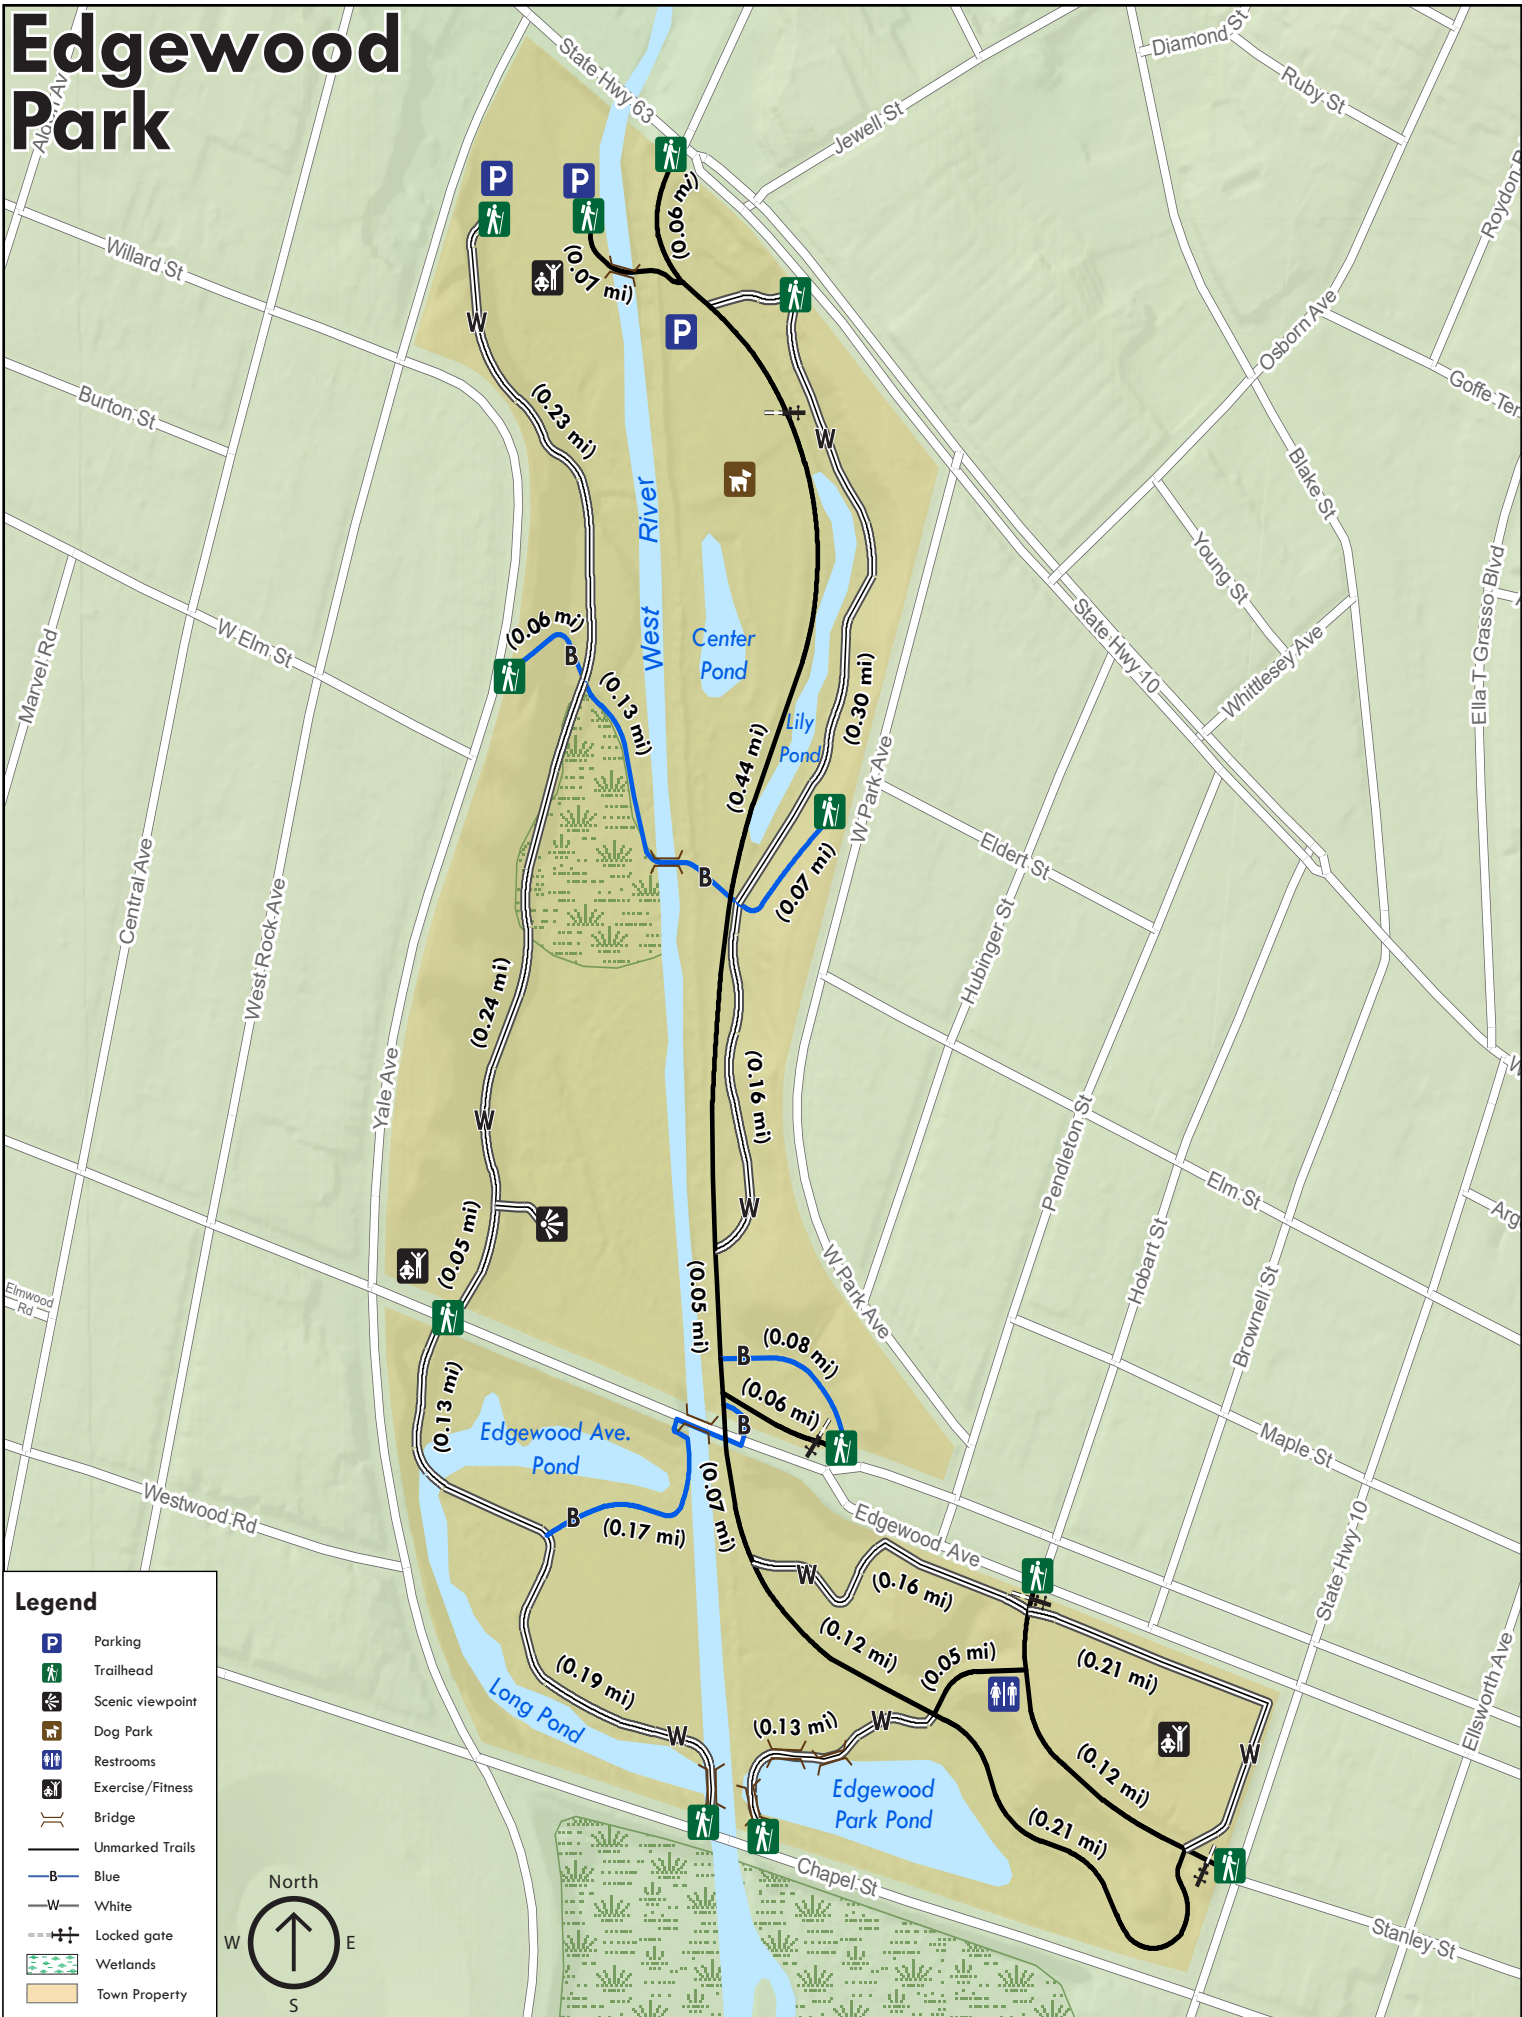 Edgewood
Park
State Hwy 63
Diamond St
Ruby St
Jewell St
Willard St
Burton St
Osborn Ave
Goffe Ter
Blake St
Young St
Whittlesey Ave
Ella T Grasso Blvd
State Hwy 10
W Elm St
Marvel Rd
Central Ave
West Rock Ave
Yale Ave
W Park Ave
Eldert St
Hubinger St
Pendleton St
Elm St
Hobart St
Brownell St
W Park Ave
Maple St
Elmwood
Rd
Westwood Rd
Edgewood Ave
State Hwy 10
Ellsworth Ave
Chapel St
Stanley St
P
P
P
(0.06 mi)
(0.07 mi)
W
(0.23 mi)
W
West River
Center
Pond
Lily
Pond
(0.06 mi)
B
(0.13 mi)
(0.44 mi)
(0.30 mi)
B
(0.07 mi)
(0.24 mi)
W
(0.16 mi)
W
(0.05 mi)
(0.05 mi)
B
(0.08 mi)
(0.06 mi)
B
(0.13 mi)
Edgewood Ave.
Pond
B
(0.17 mi)
(0.07 mi)
W
(0.16 mi)
(0.12 mi)
(0.05 mi)
(0.21 mi)
(0.19 mi)
Long Pond
W
(0.13 mi)
W
Edgewood
Park Pond
(0.12 mi)
W
(0.21 mi)
Legend
P Parking
Trailhead
Scenic viewpoint
Dog Park
Restrooms
Exercise/Fitness
Bridge
Unmarked Trails
B Blue
W White
Locked gate
Wetlands
Town Property
North
W E
S